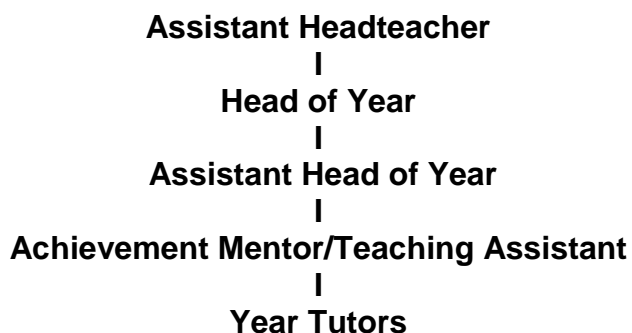 Assistant Headteacher
I
Head of Year
I
Assistant Head of Year
I
Achievement Mentor/Teaching Assistant
I
Year Tutors